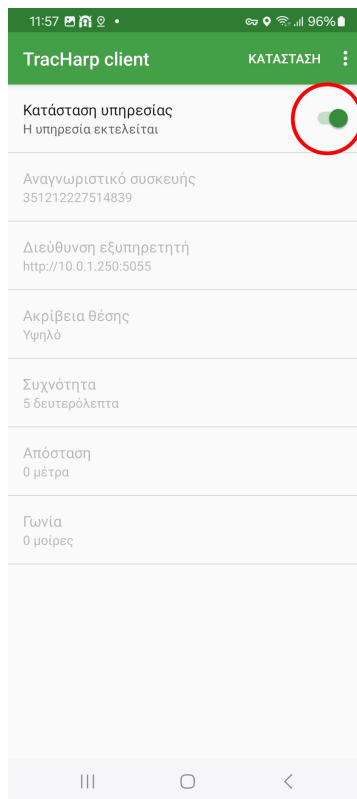 11:57 96%
TracHarp client ΚΑΤΑΣΤΑΣΗ
Κατάσταση υπηρεσίας
Η υπηρεσία εκτελείται
Αναγνωριστικό συσκευής
351212227514839
Διεύθυνση εξυπηρετητή
http://10.0.1.250:5055
Ακρίβεια θέσης
Υψηλό
Συχνότητα
5 δευτερόλεπτα
Απόσταση
0 μέτρα
Γωνία
0 μοίρες